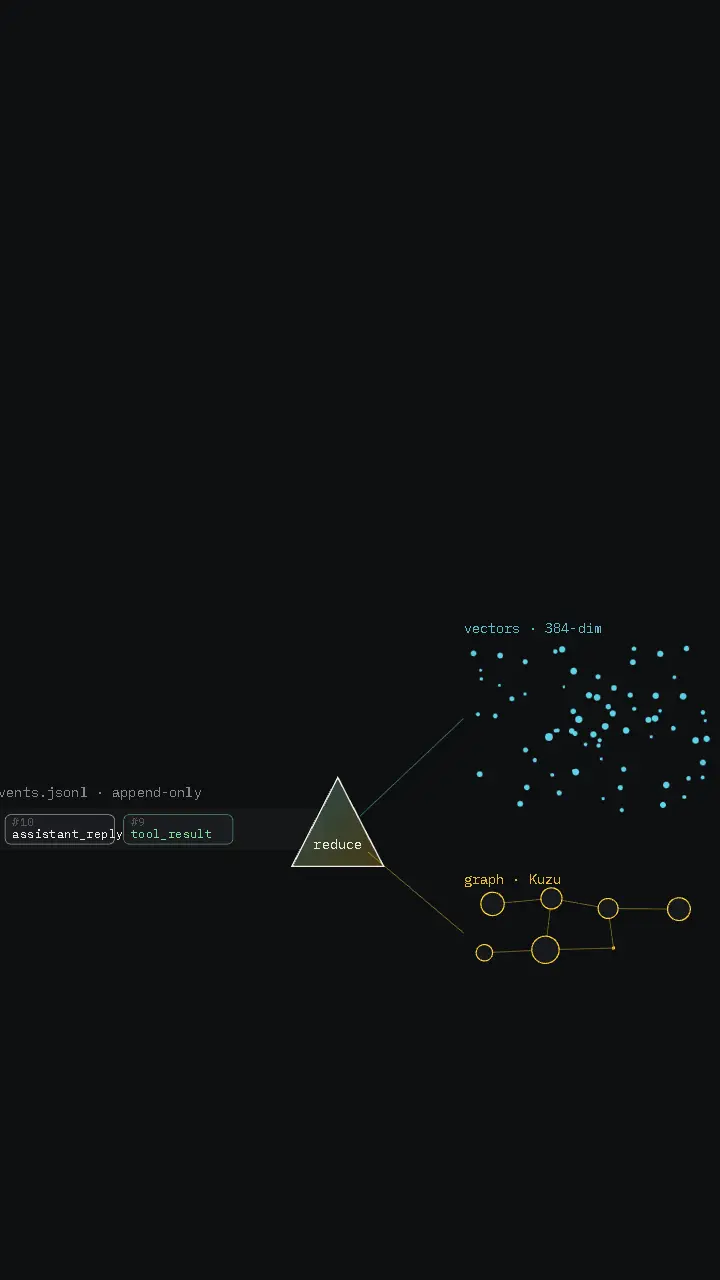 vectors · 384-dim
vents.jsonl · append-only
#10
assistant_reply
#9
tool_result
reduce
graph · Kuzu